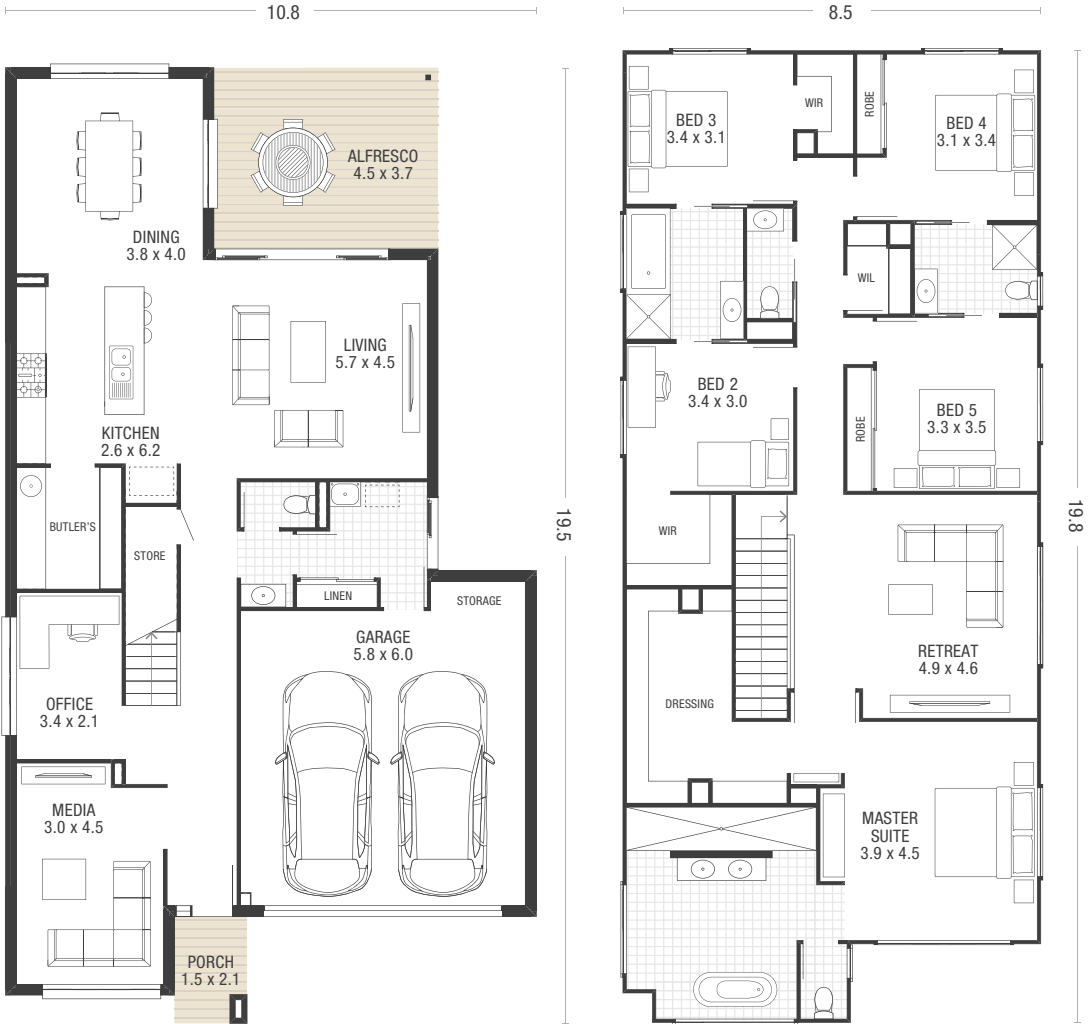 10.8
ALFRESCO
4.5 x 3.7
DINING
3.8 x 4.0
LIVING
5.7 x 4.5
KITCHEN
2.6 x 6.2
BUTLER'S
STORE
LINEN
STORAGE
GARAGE
5.8 x 6.0
OFFICE
3.4 x 2.1
MEDIA
3.0 x 4.5
PORCH
1.5 x 2.1
19.5
8.5
BED 3
3.4 x 3.1
WIR
ROBE
BED 4
3.1 x 3.4
WIL
BED 2
3.4 x 3.0
ROBE
BED 5
3.3 x 3.5
WIR
RETREAT
4.9 x 4.6
DRESSING
MASTER
SUITE
3.9 x 4.5
19.8